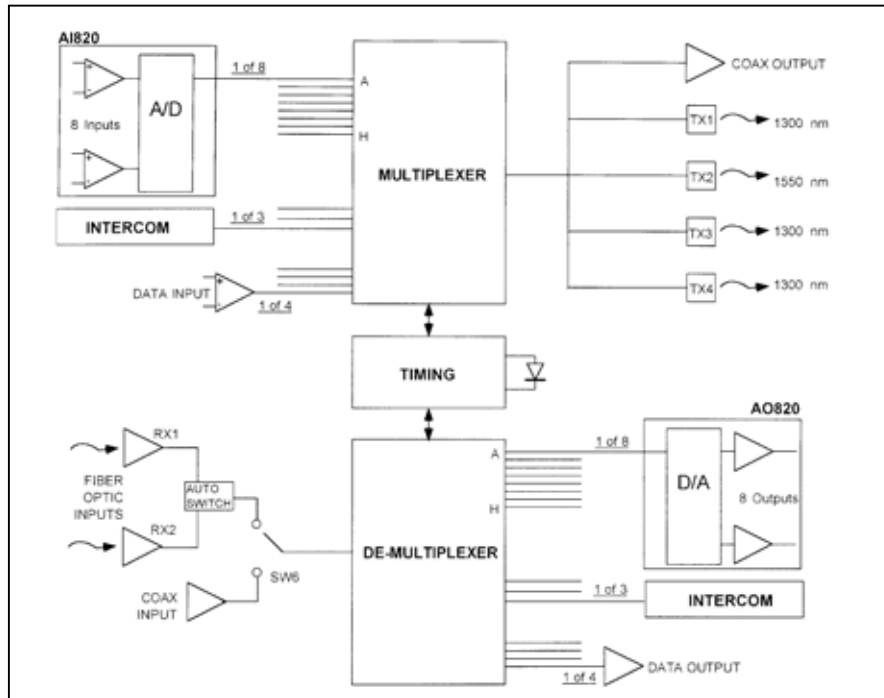 AI820
A/D
8 Inputs
1 of 8
A
H
MULTIPLEXER
INTERCOM
1 of 3
DATA INPUT
1 of 4
COAX OUTPUT
TX1
1300 nm
TX2
1550 nm
TX3
1300 nm
TX4
1300 nm
TIMING
RX1
FIBER
OPTIC
INPUTS
AUTO
SWITCH
RX2
SW6
COAX
INPUT
A
H
DE-MULTIPLEXER
AO820
1 of 8
D/A
8 Outputs
1 of 3
INTERCOM
1 of 4
DATA OUTPUT